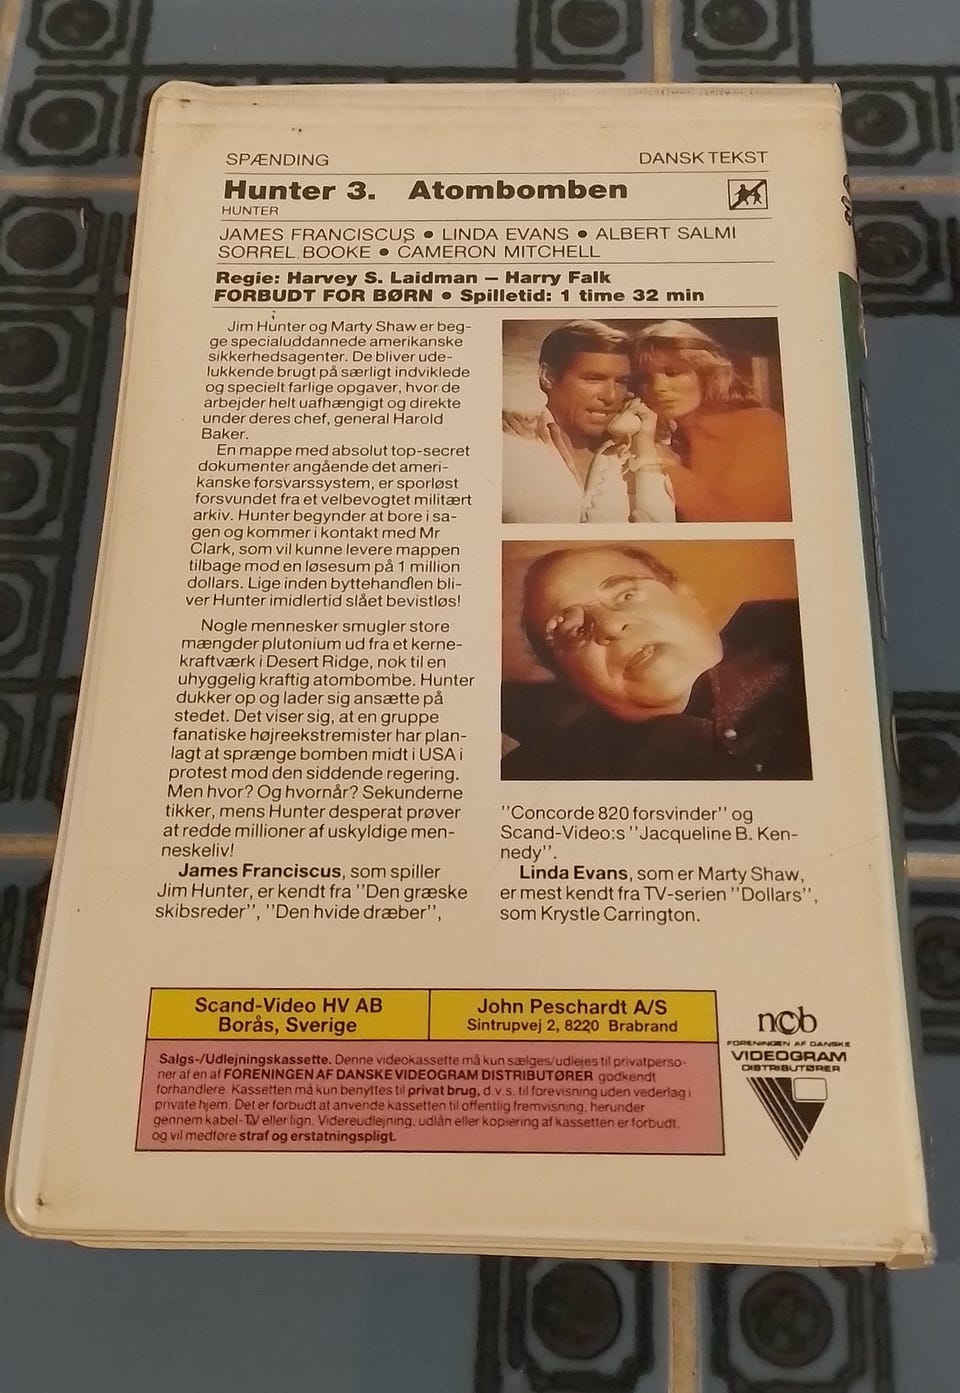 SPÆNDING
DANSK TEKST
Hunter 3. Atombomben
HUNTER
JAMES FRANCISCUS ● LINDA EVANS ● ALBERT SALMI
SORREL BOOKE ● CAMERON MITCHELL
Regie: Harvey S. Laidman – Harry Falk
FORBUDT FOR BØRN ● Spilletid: 1 time 32 min
Jim Hunter og Marty Shaw er beg-
ge specialuddannede amerikanske
sikkerhedsagenter. De bliver ude-
lukkende brugt på særligt indviklede
og specielt farlige opgaver, hvor de
arbejder helt uafhængigt og direkte
under deres chef, general Harold
Baker.
En mappe med absolut top-secret
dokumenter angående det ameri-
kanske forsvarssystem, er sporløst
forsvundet fra et velbevogtet militært
arkiv. Hunter begynder at bore i sa-
gen og kommer i kontakt med Mr
Clark, som vil kunne levere mappen
tilbage mod en løsesum på 1 million
dollars. Lige inden byttehandlen bli-
ver Hunter imidlertid slået bevistløs!
Nogle mennesker smugler store
mængder plutonium ud fra et kerne-
kraftværk i Desert Ridge, nok til en
uhyggelig kraftig atombombe. Hunter
dukker op og lader sig ansætte på
stedet. Det viser sig, at en gruppe
fanatiske højreekstremister har plan-
lagt at sprænge bomben midt i USA i
protest mod den siddende regering.
Men hvor? Og hvornår? Sekunderne
tikker, mens Hunter desperat prøver
at redde millioner af uskyldige men-
neskeliv!
James Franciscus, som spiller
Jim Hunter, er kendt fra "Den græske
skibsreder", "Den hvide dræber",
"Concorde 820 forsvinder" og
Scand-Video:s "Jacqueline B. Ken-
nedy".
Linda Evans, som er Marty Shaw,
er mest kendt fra TV-serien "Dollars",
som Krystle Carrington.
Scand-Video HV AB
Borås, Sverige
John Peschardt A/S
Sintrupvej 2, 8220 Brabrand
Salgs-/Udlejningskassette. Denne videokassette må kun sælges/udlejes til privatperso-
ner af en af FORENINGEN AF DANSKE VIDEOGRAM DISTRIBUTØRER godkendt
forhandlere. Kassetten må kun benyttes til privat brug, d.v.s. til forevisning uden vederlag i
private hjem. Det er forbudt at anvende kassetten til offentlig fremvisning, herunder
gennem kabel-TV eller lign. Videreudlejning, udlån eller kopiering af kassetten er forbudt,
og vil medføre straf og erstatningspligt.
ncb
FORENINGEN AF DANSKE
VIDEOGRAM
DISTRIBUTØRER